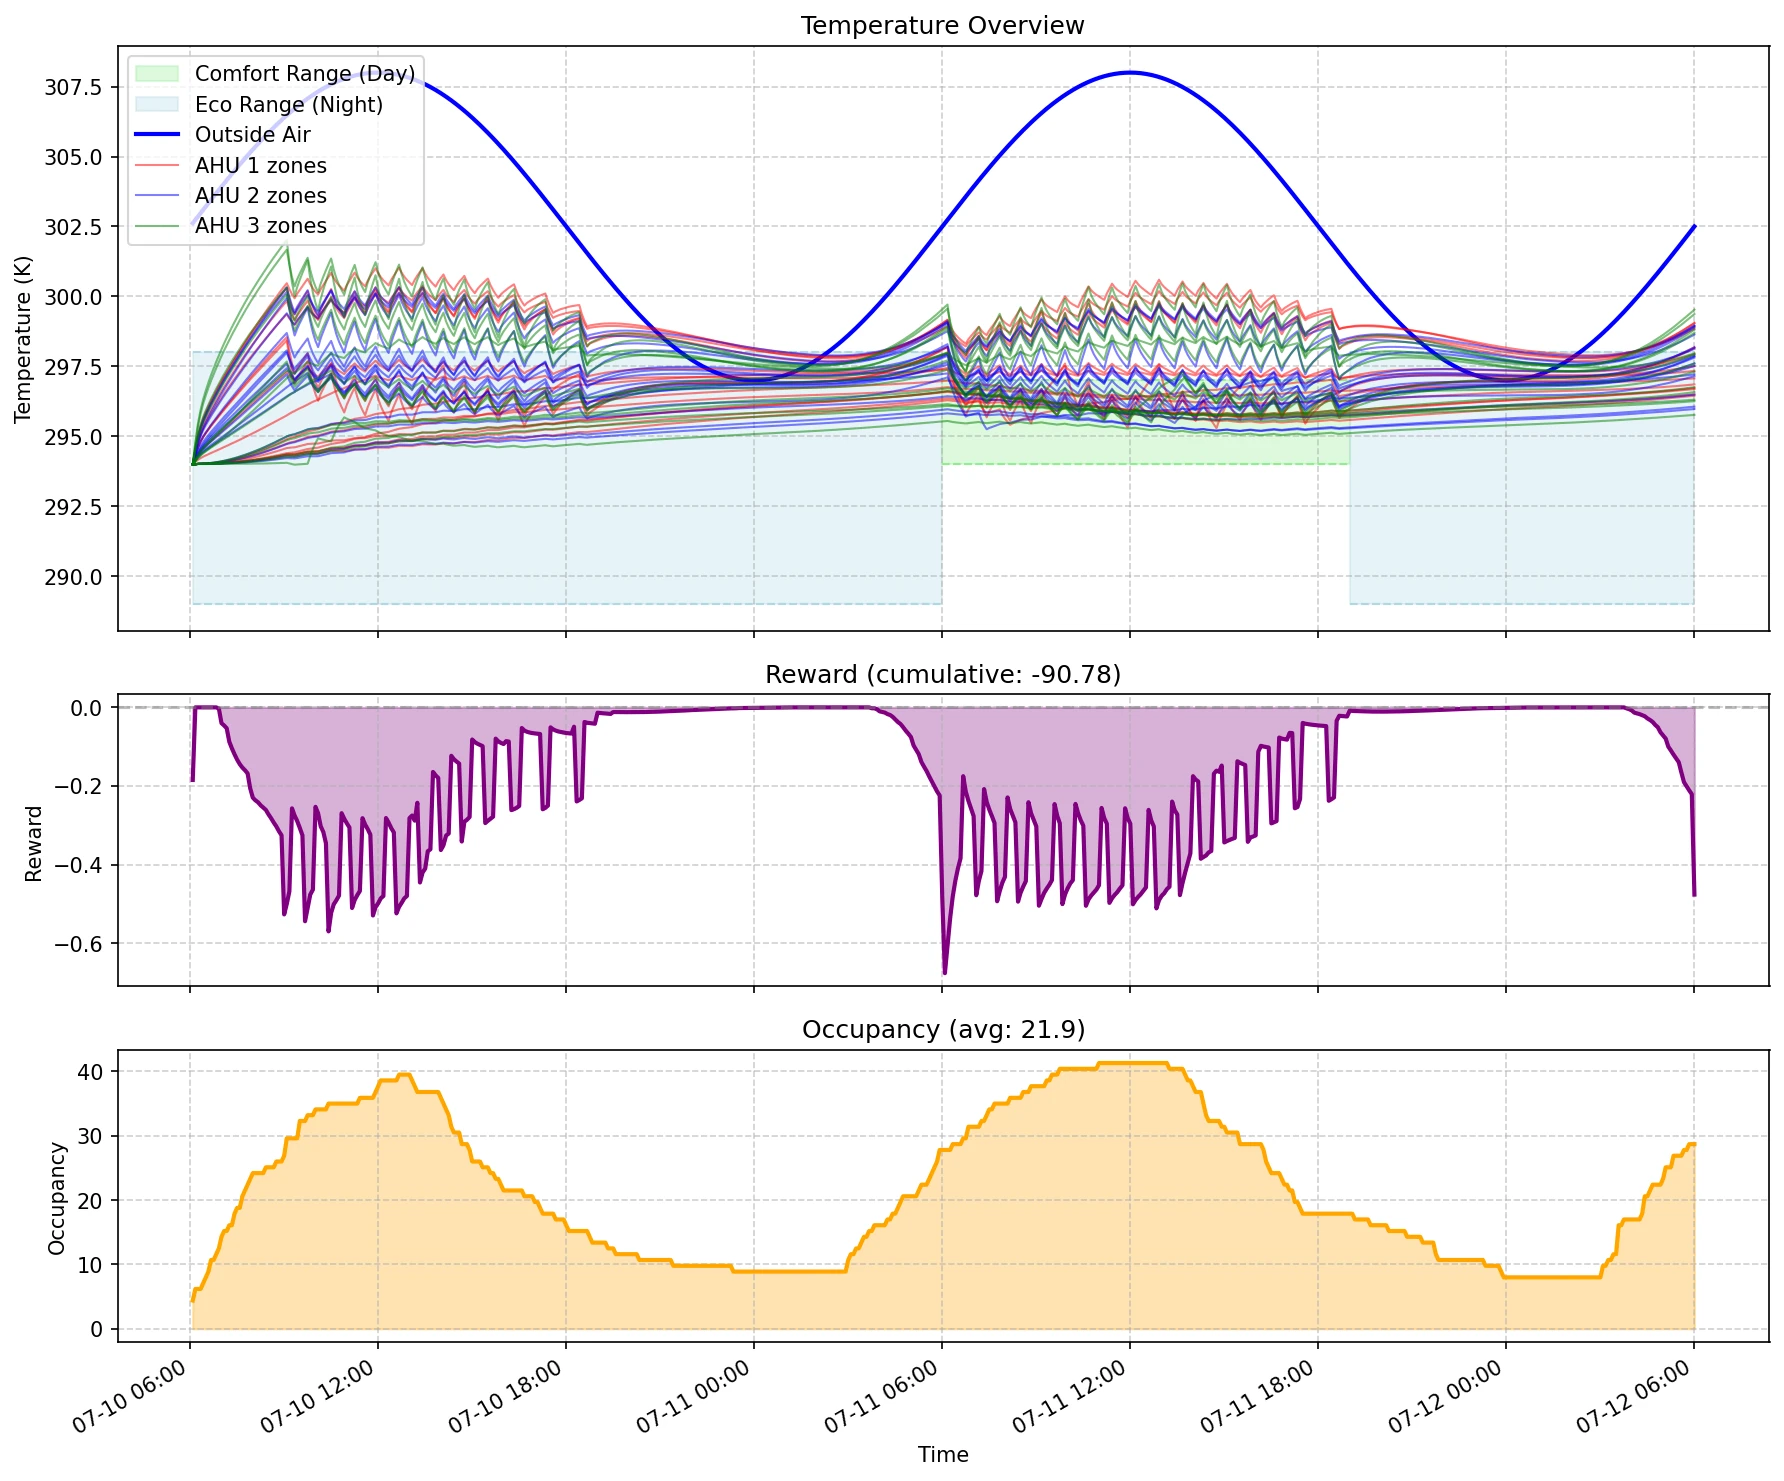 Temperature Overview
Comfort Range (Day)
Eco Range (Night)
Outside Air
AHU 1 zones
AHU 2 zones
AHU 3 zones
Temperature (K)
307.5
305.0
302.5
300.0
297.5
295.0
292.5
290.0
Reward (cumulative: -90.78)
Reward
0.0
−0.2
−0.4
−0.6
Occupancy (avg: 21.9)
Occupancy
40
30
20
10
0
07-10 06:00
07-10 12:00
07-10 18:00
07-11 00:00
07-11 06:00
07-11 12:00
07-11 18:00
07-12 00:00
07-12 06:00
Time